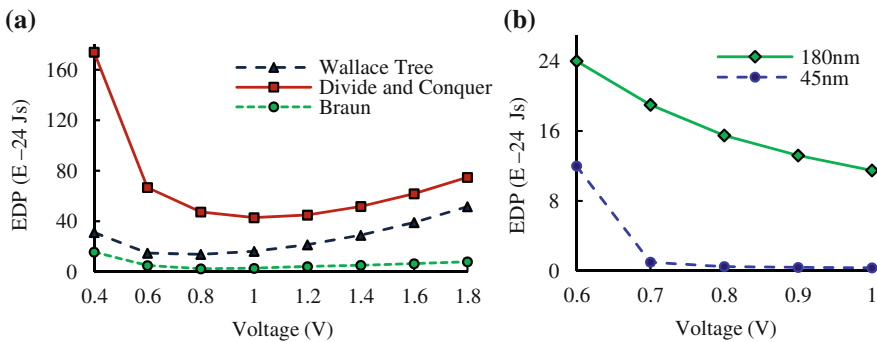 (a)
EDP (E −24 Js)
160
120
80
40
0
Wallace Tree
Divide and Conquer
Braun
0.4 0.6 0.8 1 1.2 1.4 1.6 1.8
Voltage (V)
(b)
EDP (E −24 Js)
24
16
8
0
180nm
45nm
0.6 0.7 0.8 0.9 1
Voltage (V)